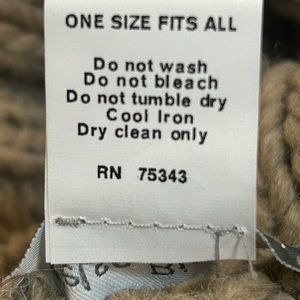 ONE SIZE FITS ALL
Do not wash
Do not bleach
Do not tumble dry
Cool Iron
Dry clean only
RN 75343